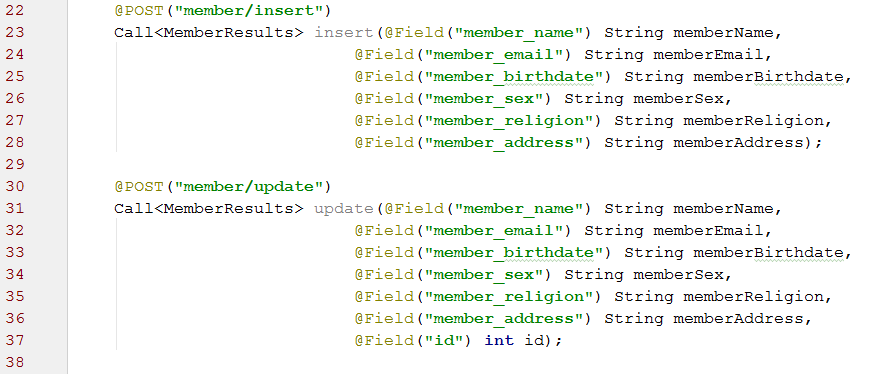 22 @POST("member/insert")
23 Call<MemberResults> insert(@Field("member_name") String memberName,
24 @Field("member_email") String memberEmail,
25 @Field("member_birthdate") String memberBirthdate,
26 @Field("member_sex") String memberSex,
27 @Field("member_religion") String memberReligion,
28 @Field("member_address") String memberAddress);
29
30 @POST("member/update")
31 Call<MemberResults> update(@Field("member_name") String memberName,
32 @Field("member_email") String memberEmail,
33 @Field("member_birthdate") String memberBirthdate,
34 @Field("member_sex") String memberSex,
35 @Field("member_religion") String memberReligion,
36 @Field("member_address") String memberAddress,
37 @Field("id") int id);
38